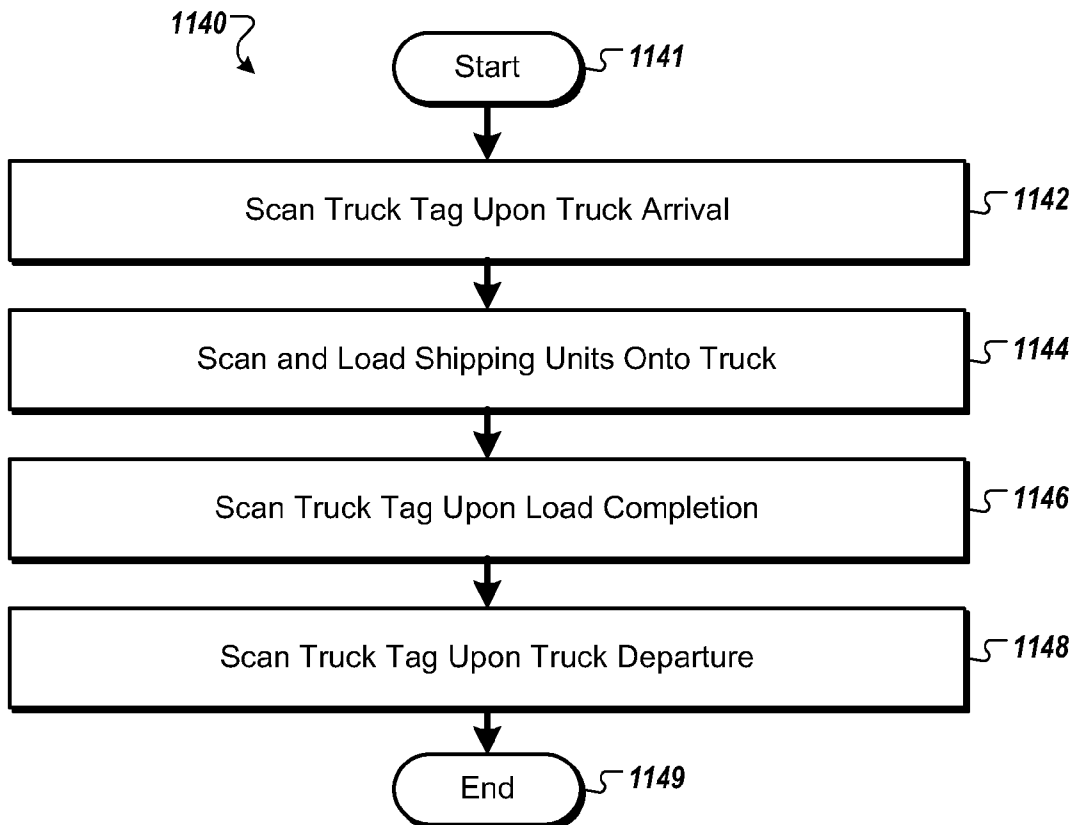 1140
Start
1141
Scan Truck Tag Upon Truck Arrival
1142
Scan and Load Shipping Units Onto Truck
1144
Scan Truck Tag Upon Load Completion
1146
Scan Truck Tag Upon Truck Departure
1148
End
1149